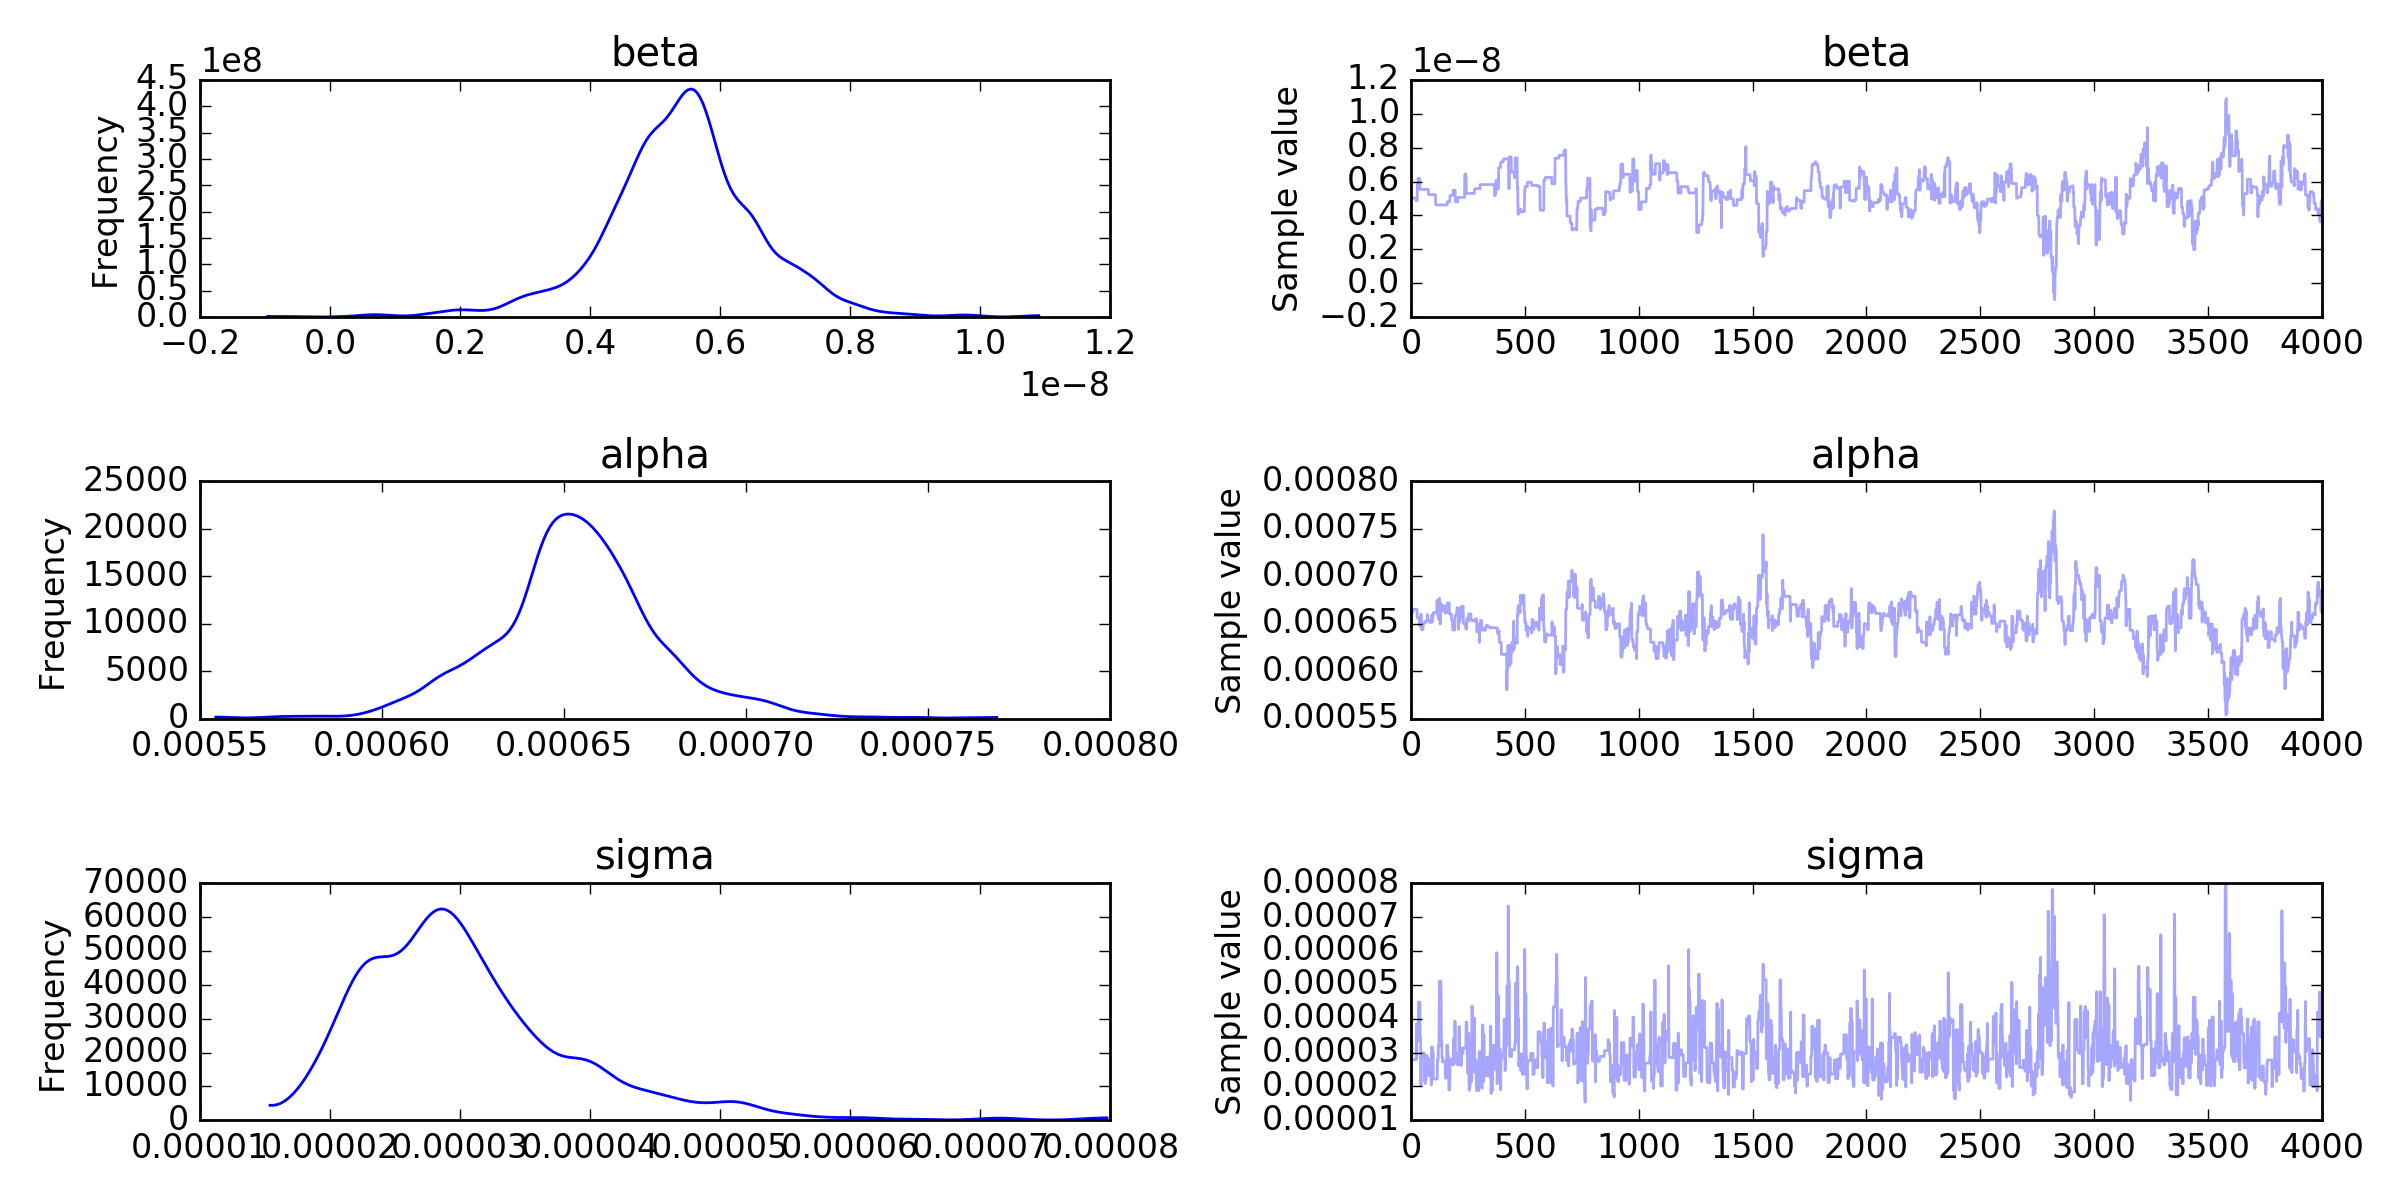 beta
1e8
4.5
4.0
3.5
3.0
2.5
2.0
1.5
1.0
0.5
0.0
Frequency
−0.2 0.0 0.2 0.4 0.6 0.8 1.0 1.2
1e−8
beta
1e−8
1.2
1.0
0.8
0.6
0.4
0.2
0.0
−0.2
Sample value
0 500 1000 1500 2000 2500 3000 3500 4000
alpha
25000
20000
15000
10000
5000
0
Frequency
0.00055 0.00060 0.00065 0.00070 0.00075 0.00080
alpha
0.00080
0.00075
0.00070
0.00065
0.00060
0.00055
Sample value
0 500 1000 1500 2000 2500 3000 3500 4000
sigma
70000
60000
50000
40000
30000
20000
10000
0
Frequency
0.00001 0.00002 0.00003 0.00004 0.00005 0.00006 0.00007 0.00008
sigma
0.00008
0.00007
0.00006
0.00005
0.00004
0.00003
0.00002
0.00001
Sample value
0 500 1000 1500 2000 2500 3000 3500 4000